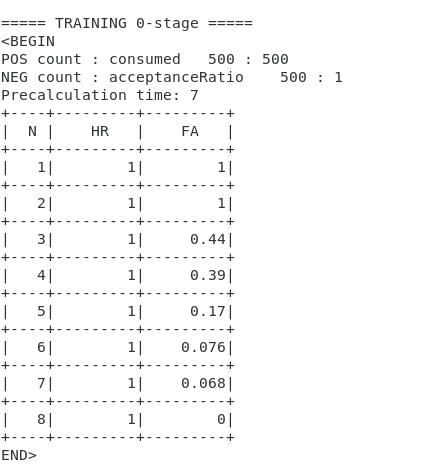 ===== TRAINING 0-stage =====
<BEGIN
POS count : consumed   500 : 500
NEG count : acceptanceRatio    500 : 1
Precalculation time: 7
+----+---------+---------+
|  N |    HR   |    FA   |
+----+---------+---------+
|   1|        1|        1|
+----+---------+---------+
|   2|        1|        1|
+----+---------+---------+
|   3|        1|     0.44|
+----+---------+---------+
|   4|        1|     0.39|
+----+---------+---------+
|   5|        1|     0.17|
+----+---------+---------+
|   6|        1|    0.076|
+----+---------+---------+
|   7|        1|    0.068|
+----+---------+---------+
|   8|        1|        0|
+----+---------+---------+
END>